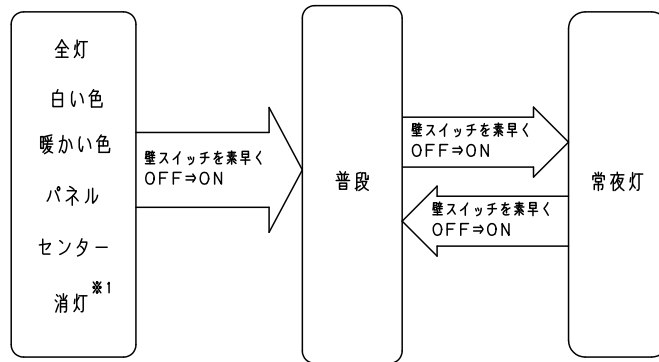 全灯
白い色
暖かい色
パネル
センター
消灯※1
壁スイッチを素早く
OFF⇒ON
普段
壁スイッチを素早く
OFF⇒ON
壁スイッチを素早く
OFF⇒ON
常夜灯